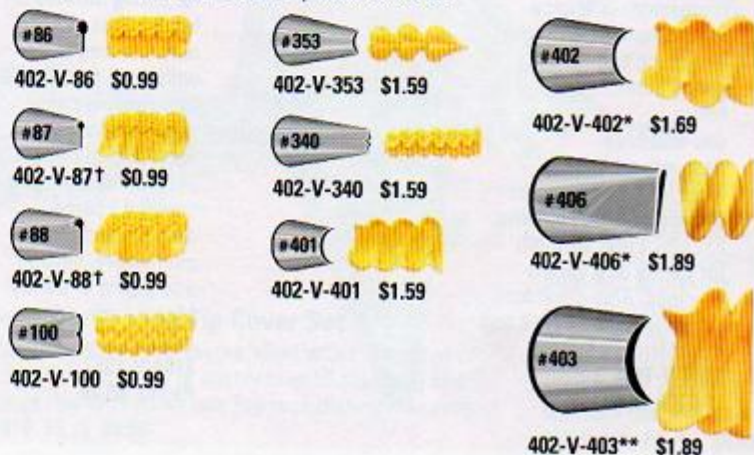 #86
402-V-86 $0.99
#87
402-V-87† $0.99
#88
402-V-88† $0.99
#100
402-V-100 $0.99
#353
402-V-353 $1.59
#340
402-V-340 $1.59
#401
402-V-401 $1.59
#402
402-V-402* $1.69
#406
402-V-406* $1.89
#403
402-V-403** $1.89